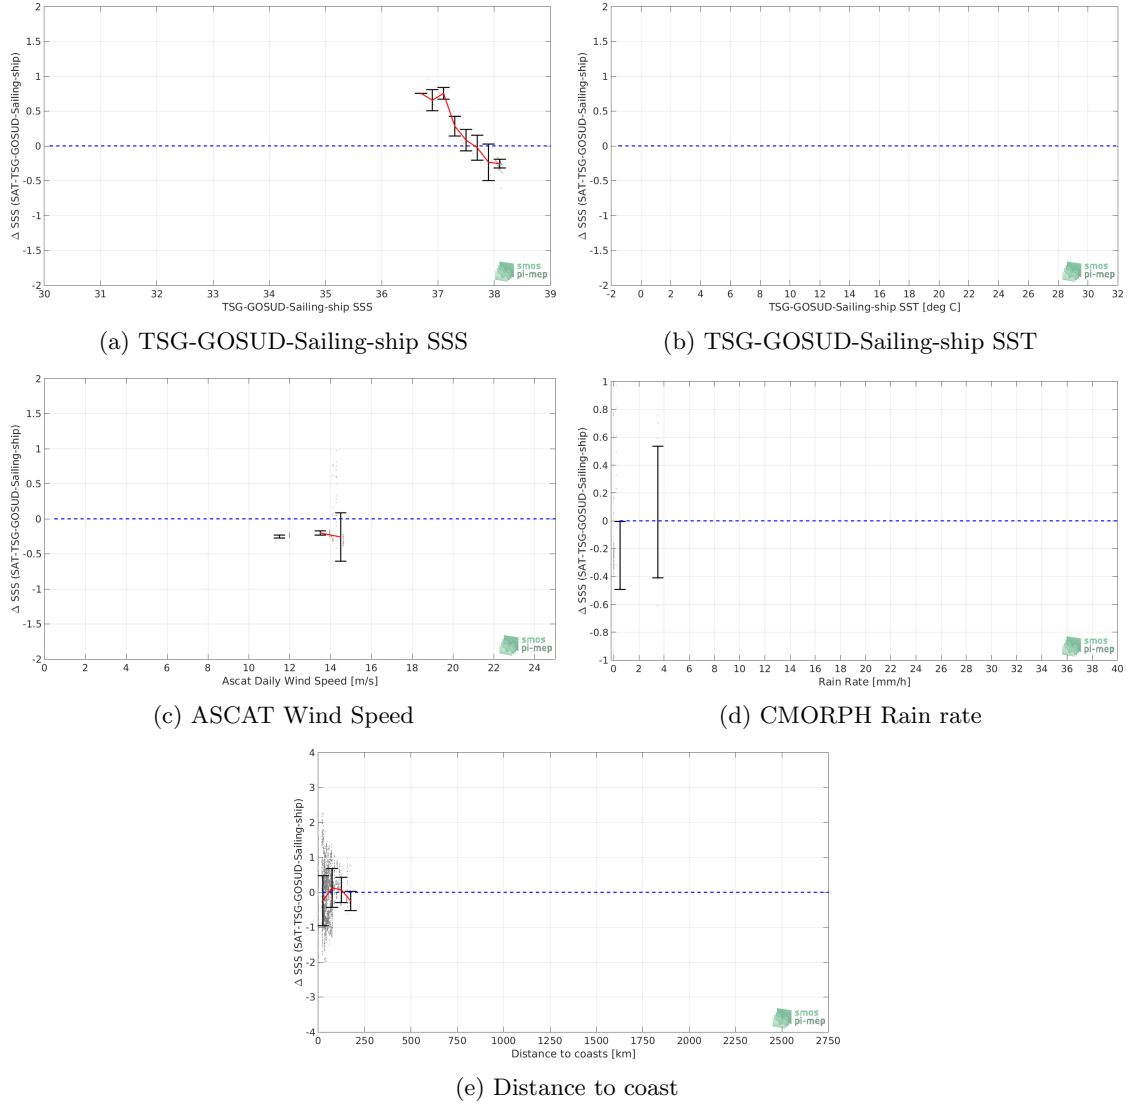 2
1.5
1
0.5
0
-0.5
-1
-1.5
-2
Δ SSS (SAT-TSG-GOSUD-Sailing-ship)
30 31 32 33 34 35 36 37 38 39
TSG-GOSUD-Sailing-ship SSS
smos
pi-mep
(a) TSG-GOSUD-Sailing-ship SSS
2
1.5
1
0.5
0
-0.5
-1
-1.5
-2
Δ SSS (SAT-TSG-GOSUD-Sailing-ship)
-2 0 2 4 6 8 10 12 14 16 18 20 22 24 26 28 30 32
TSG-GOSUD-Sailing-ship SST [deg C]
smos
pi-mep
(b) TSG-GOSUD-Sailing-ship SST
2
1.5
1
0.5
0
-0.5
-1
-1.5
-2
Δ SSS (SAT-TSG-GOSUD-Sailing-ship)
0 2 4 6 8 10 12 14 16 18 20 22 24
Ascat Daily Wind Speed [m/s]
smos
pi-mep
(c) ASCAT Wind Speed
1
0.8
0.6
0.4
0.2
0
-0.2
-0.4
-0.6
-0.8
-1
Δ SSS (SAT-TSG-GOSUD-Sailing-ship)
0 2 4 6 8 10 12 14 16 18 20 22 24 26 28 30 32 34 36 38 40
Rain Rate [mm/h]
smos
pi-mep
(d) CMORPH Rain rate
4
3
2
1
0
-1
-2
-3
-4
Δ SSS (SAT-TSG-GOSUD-Sailing-ship)
0 250 500 750 1000 1250 1500 1750 2000 2250 2500 2750
Distance to coasts [km]
smos
pi-mep
(e) Distance to coast